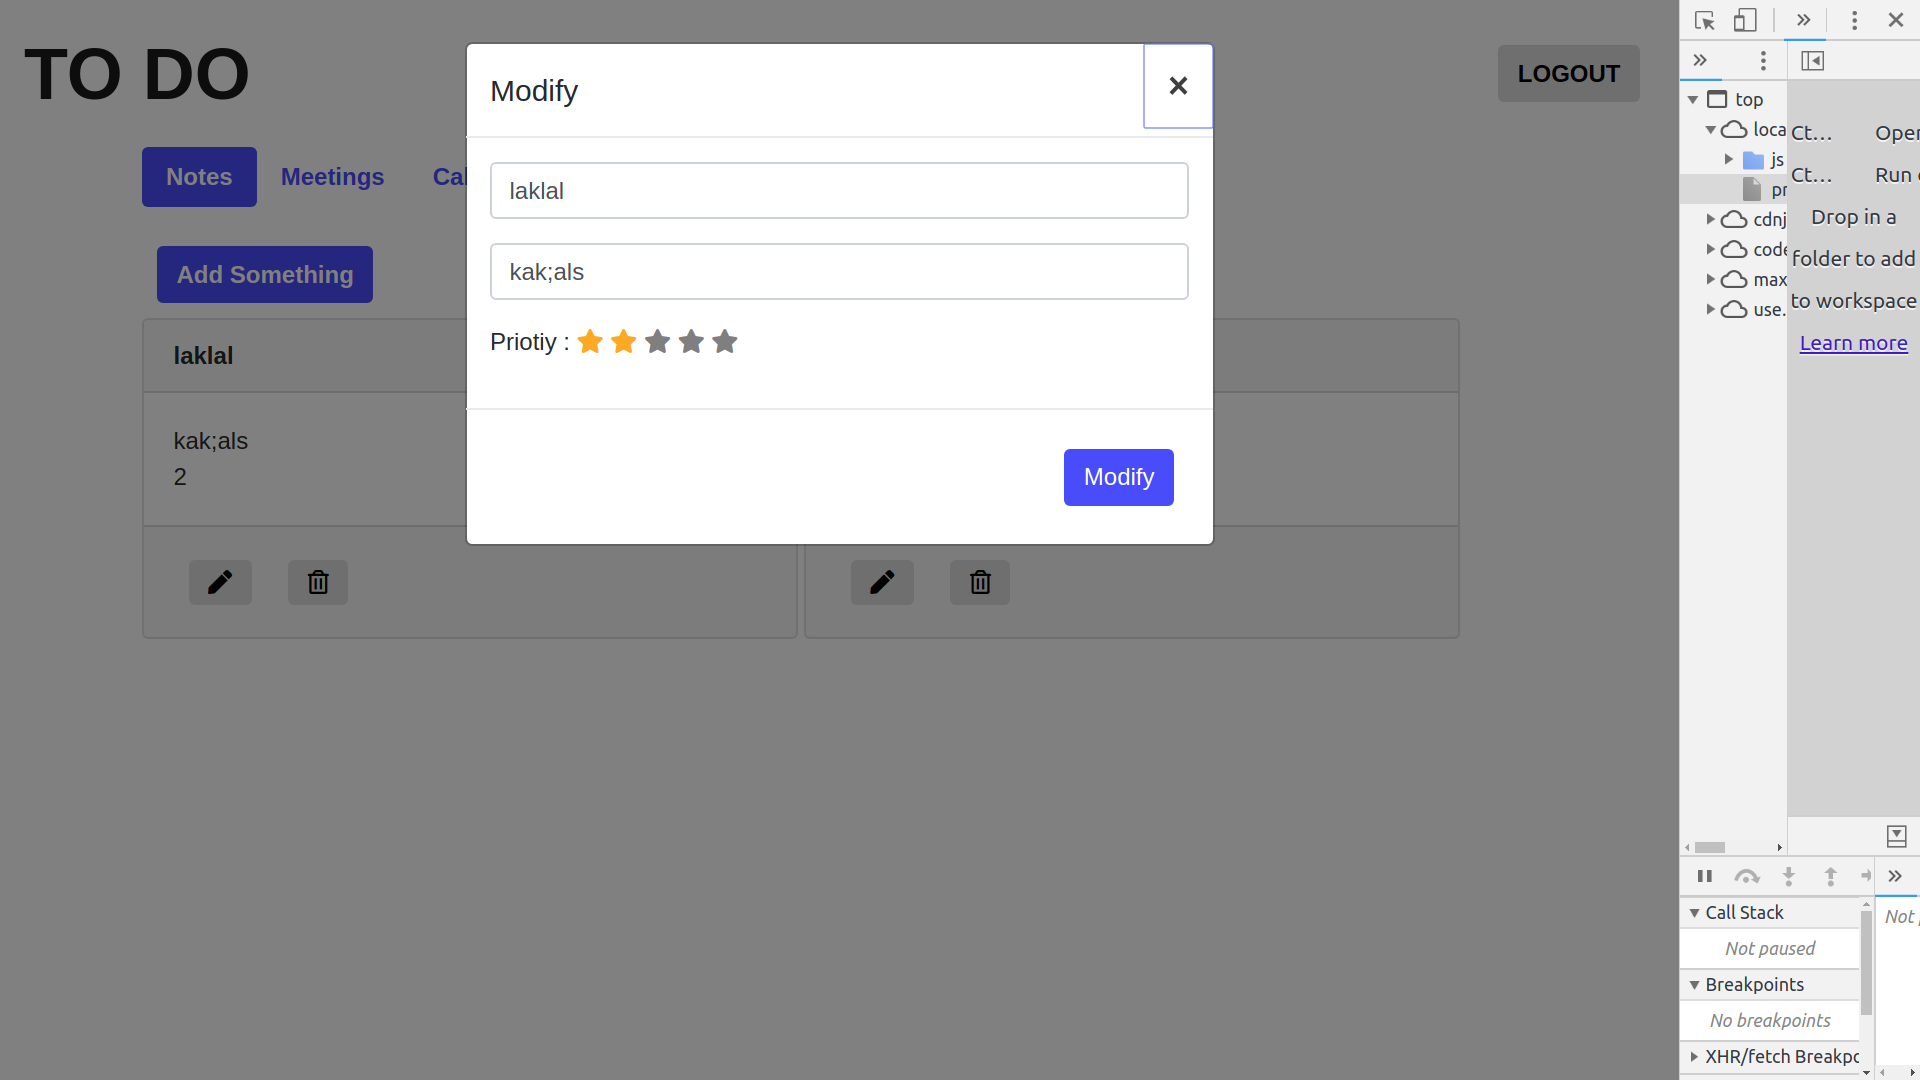 TO DO
LOGOUT
Notes
Meetings
Cal
Add Something
laklal
kak;als
2
Modify
×
laklal
kak;als
Priotiy :
Modify
top
loca
js
pr
cdnj
code
max
use.
Ct…
Oper
Ct…
Run
Drop in a
folder to add
to workspace
Learn more
Call Stack
Not paused
Breakpoints
No breakpoints
XHR/fetch Breakpo
Not